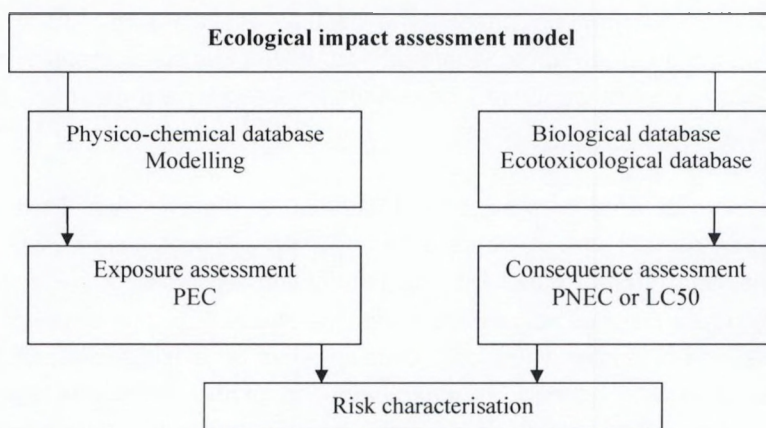 Ecological impact assessment model
Physico-chemical database
Modelling
Biological database
Ecotoxicological database
Exposure assessment
PEC
Consequence assessment
PNEC or LC50
Risk characterisation